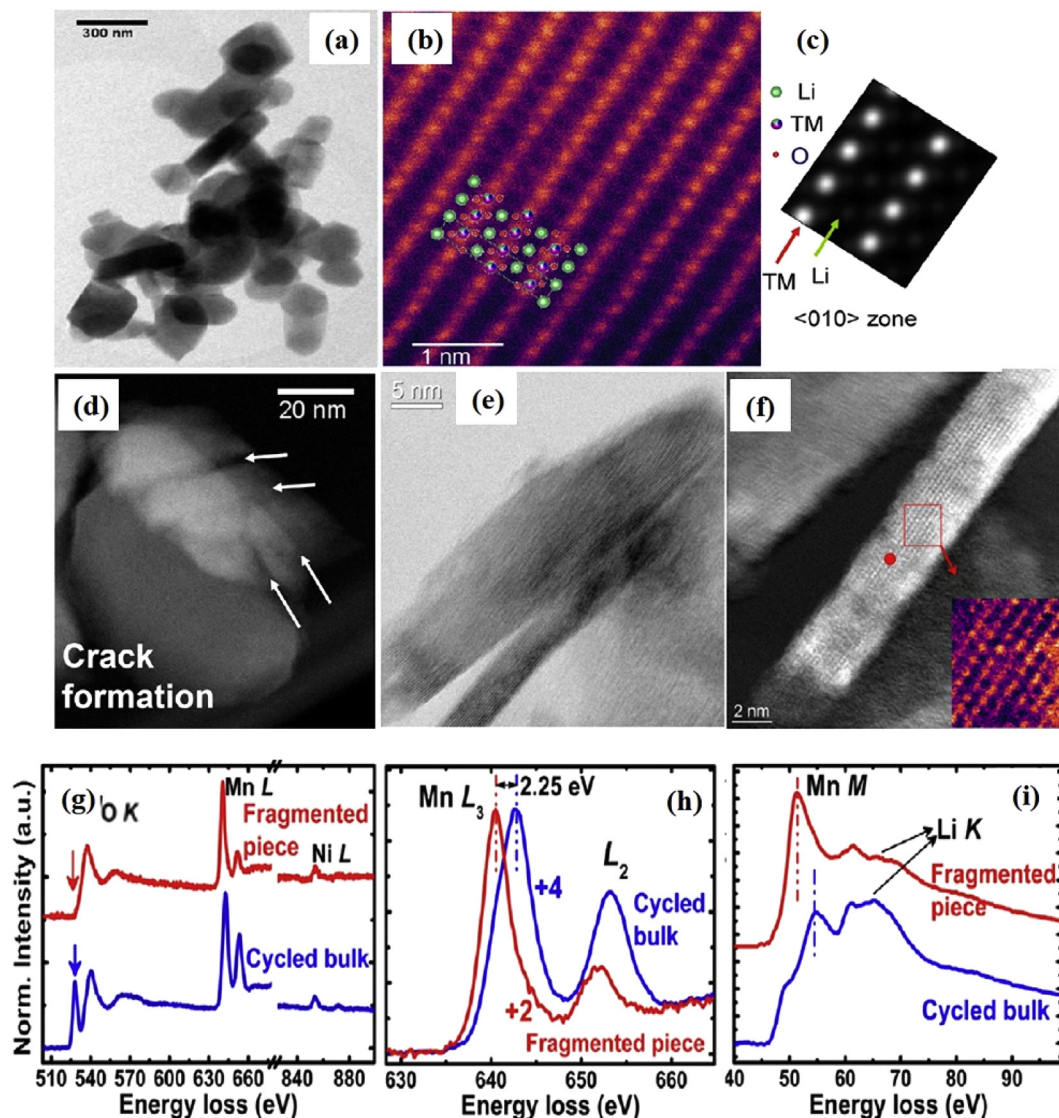 300 nm
(a)
(b)
Li
TM
O
1 nm
(c)
TM
Li
<010> zone
(d)
20 nm
Crack
formation
5 nm
(e)
(f)
2 nm
(g)
O K
Mn L
Fragmented
piece
Ni L
Cycled bulk
Norm. Intensity (a.u.)
510 540 570 600 630 660 840 880
Energy loss (eV)
2.25 eV
(h)
Mn L3
L2
+4
Cycled
bulk
+2
Fragmented piece
630 640 650 660
Energy loss (eV)
Mn M
(i)
Li K
Fragmented
piece
Cycled bulk
40 50 60 70 80 90
Energy loss (eV)